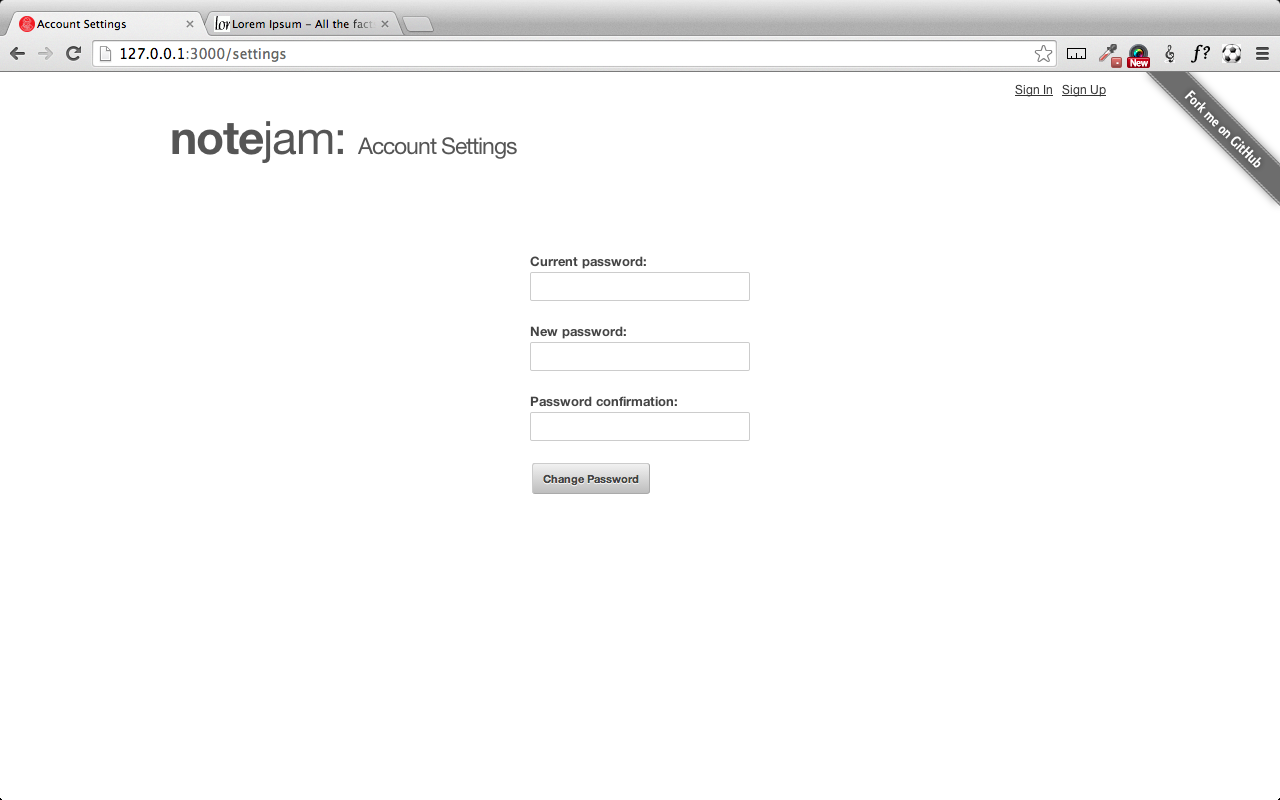 Account Settings
Lorem Ipsum – All the fact
127.0.0.1:3000/settings
f?
New
Sign In Sign Up
Fork me on GitHub
notejam: Account Settings
Current password:
New password:
Password confirmation:
Change Password